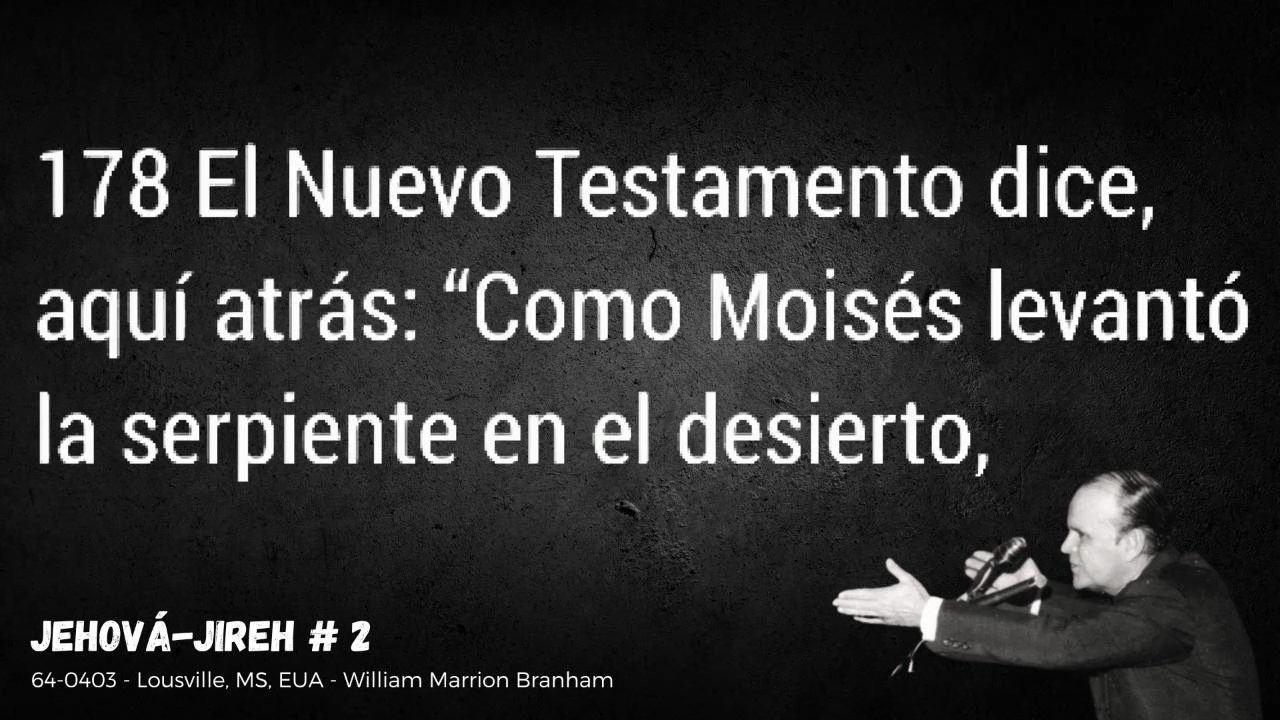 178 El Nuevo Testamento dice,
aquí atrás: “Como Moisés levantó
la serpiente en el desierto,
JEHOVÁ-JIREH # 2
64-0403 - Lousville, MS, EUA - William Marrion Branham